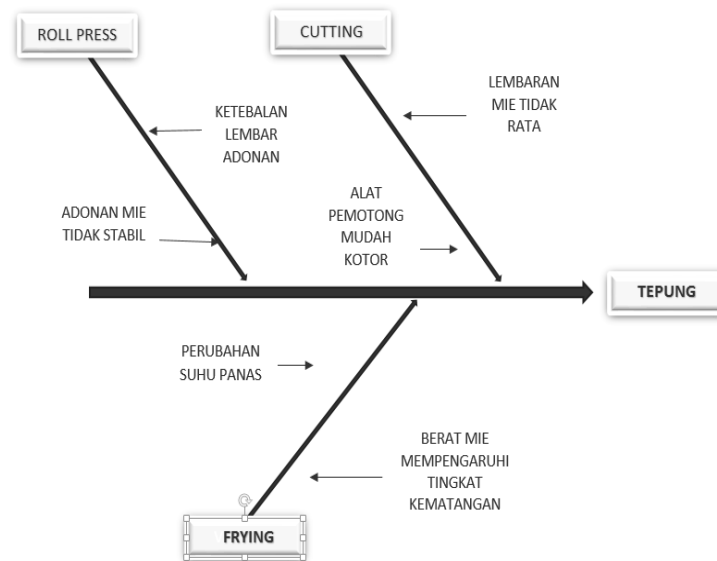 ROLL PRESS
CUTTING
KETEBALAN
LEMBAR
ADONAN
LEMBARAN
MIE TIDAK
RATA
ADONAN MIE
TIDAK STABIL
ALAT
PEMOTONG
MUDAH
KOTOR
TEPUNG
PERUBAHAN
SUHU PANAS
BERAT MIE
MEMPENGARUHI
TINGKAT
KEMATANGAN
FRYING